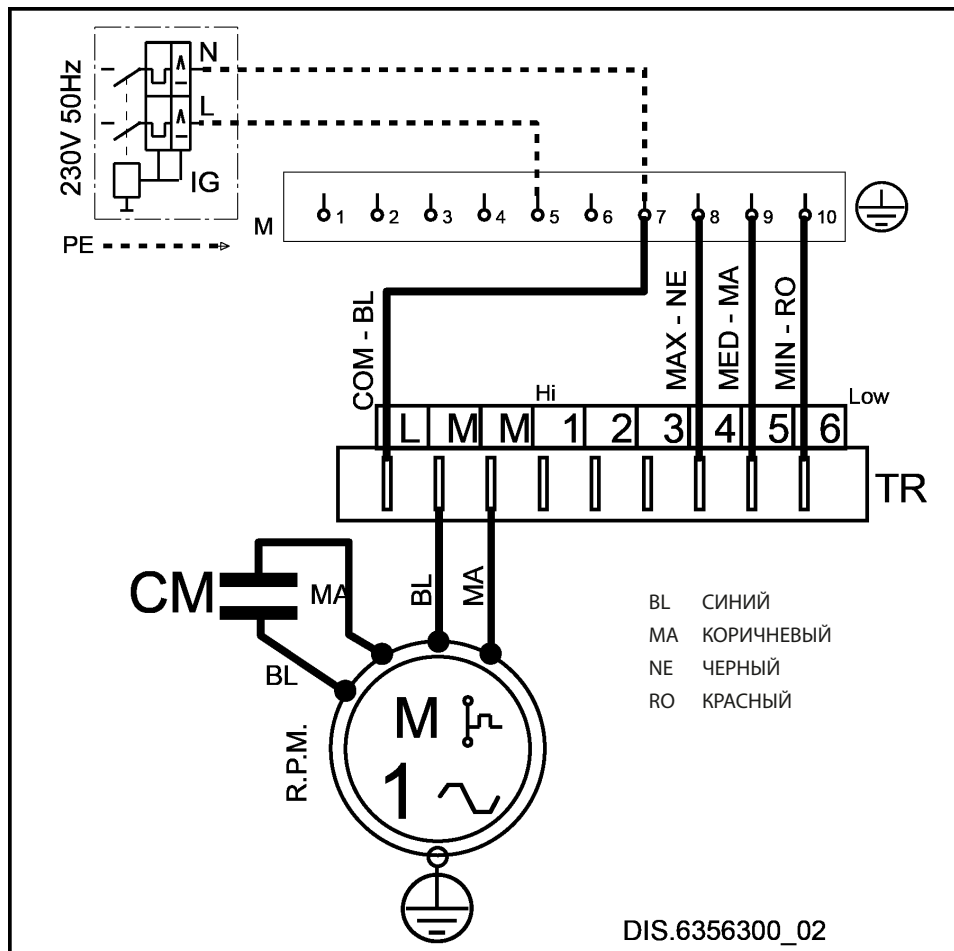 230V 50Hz
N
L
IG
PE
M
1 2 3 4 5 6 7 8 9 10
COM - BL
MAX - NE
MED - MA
MIN - RO
Hi
Low
L M M 1 2 3 4 5 6
TR
CM
MA
BL
BL
MA
R.P.M.
M
1
BL СИНИЙ
MA КОРИЧНЕВЫЙ
NE ЧЕРНЫЙ
RO КРАСНЫЙ
DIS.6356300_02